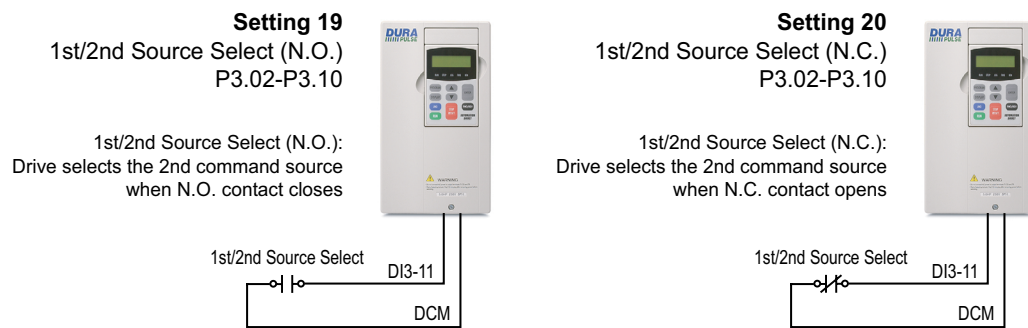 Setting 19
1st/2nd Source Select (N.O.)
P3.02-P3.10
1st/2nd Source Select (N.O.):
Drive selects the 2nd command source
when N.O. contact closes
DURA
PULSE
WARNING
1st/2nd Source Select
DI3-11
DCM
Setting 20
1st/2nd Source Select (N.C.)
P3.02-P3.10
1st/2nd Source Select (N.C.):
Drive selects the 2nd command source
when N.C. contact opens
DURA
PULSE
WARNING
1st/2nd Source Select
DI3-11
DCM